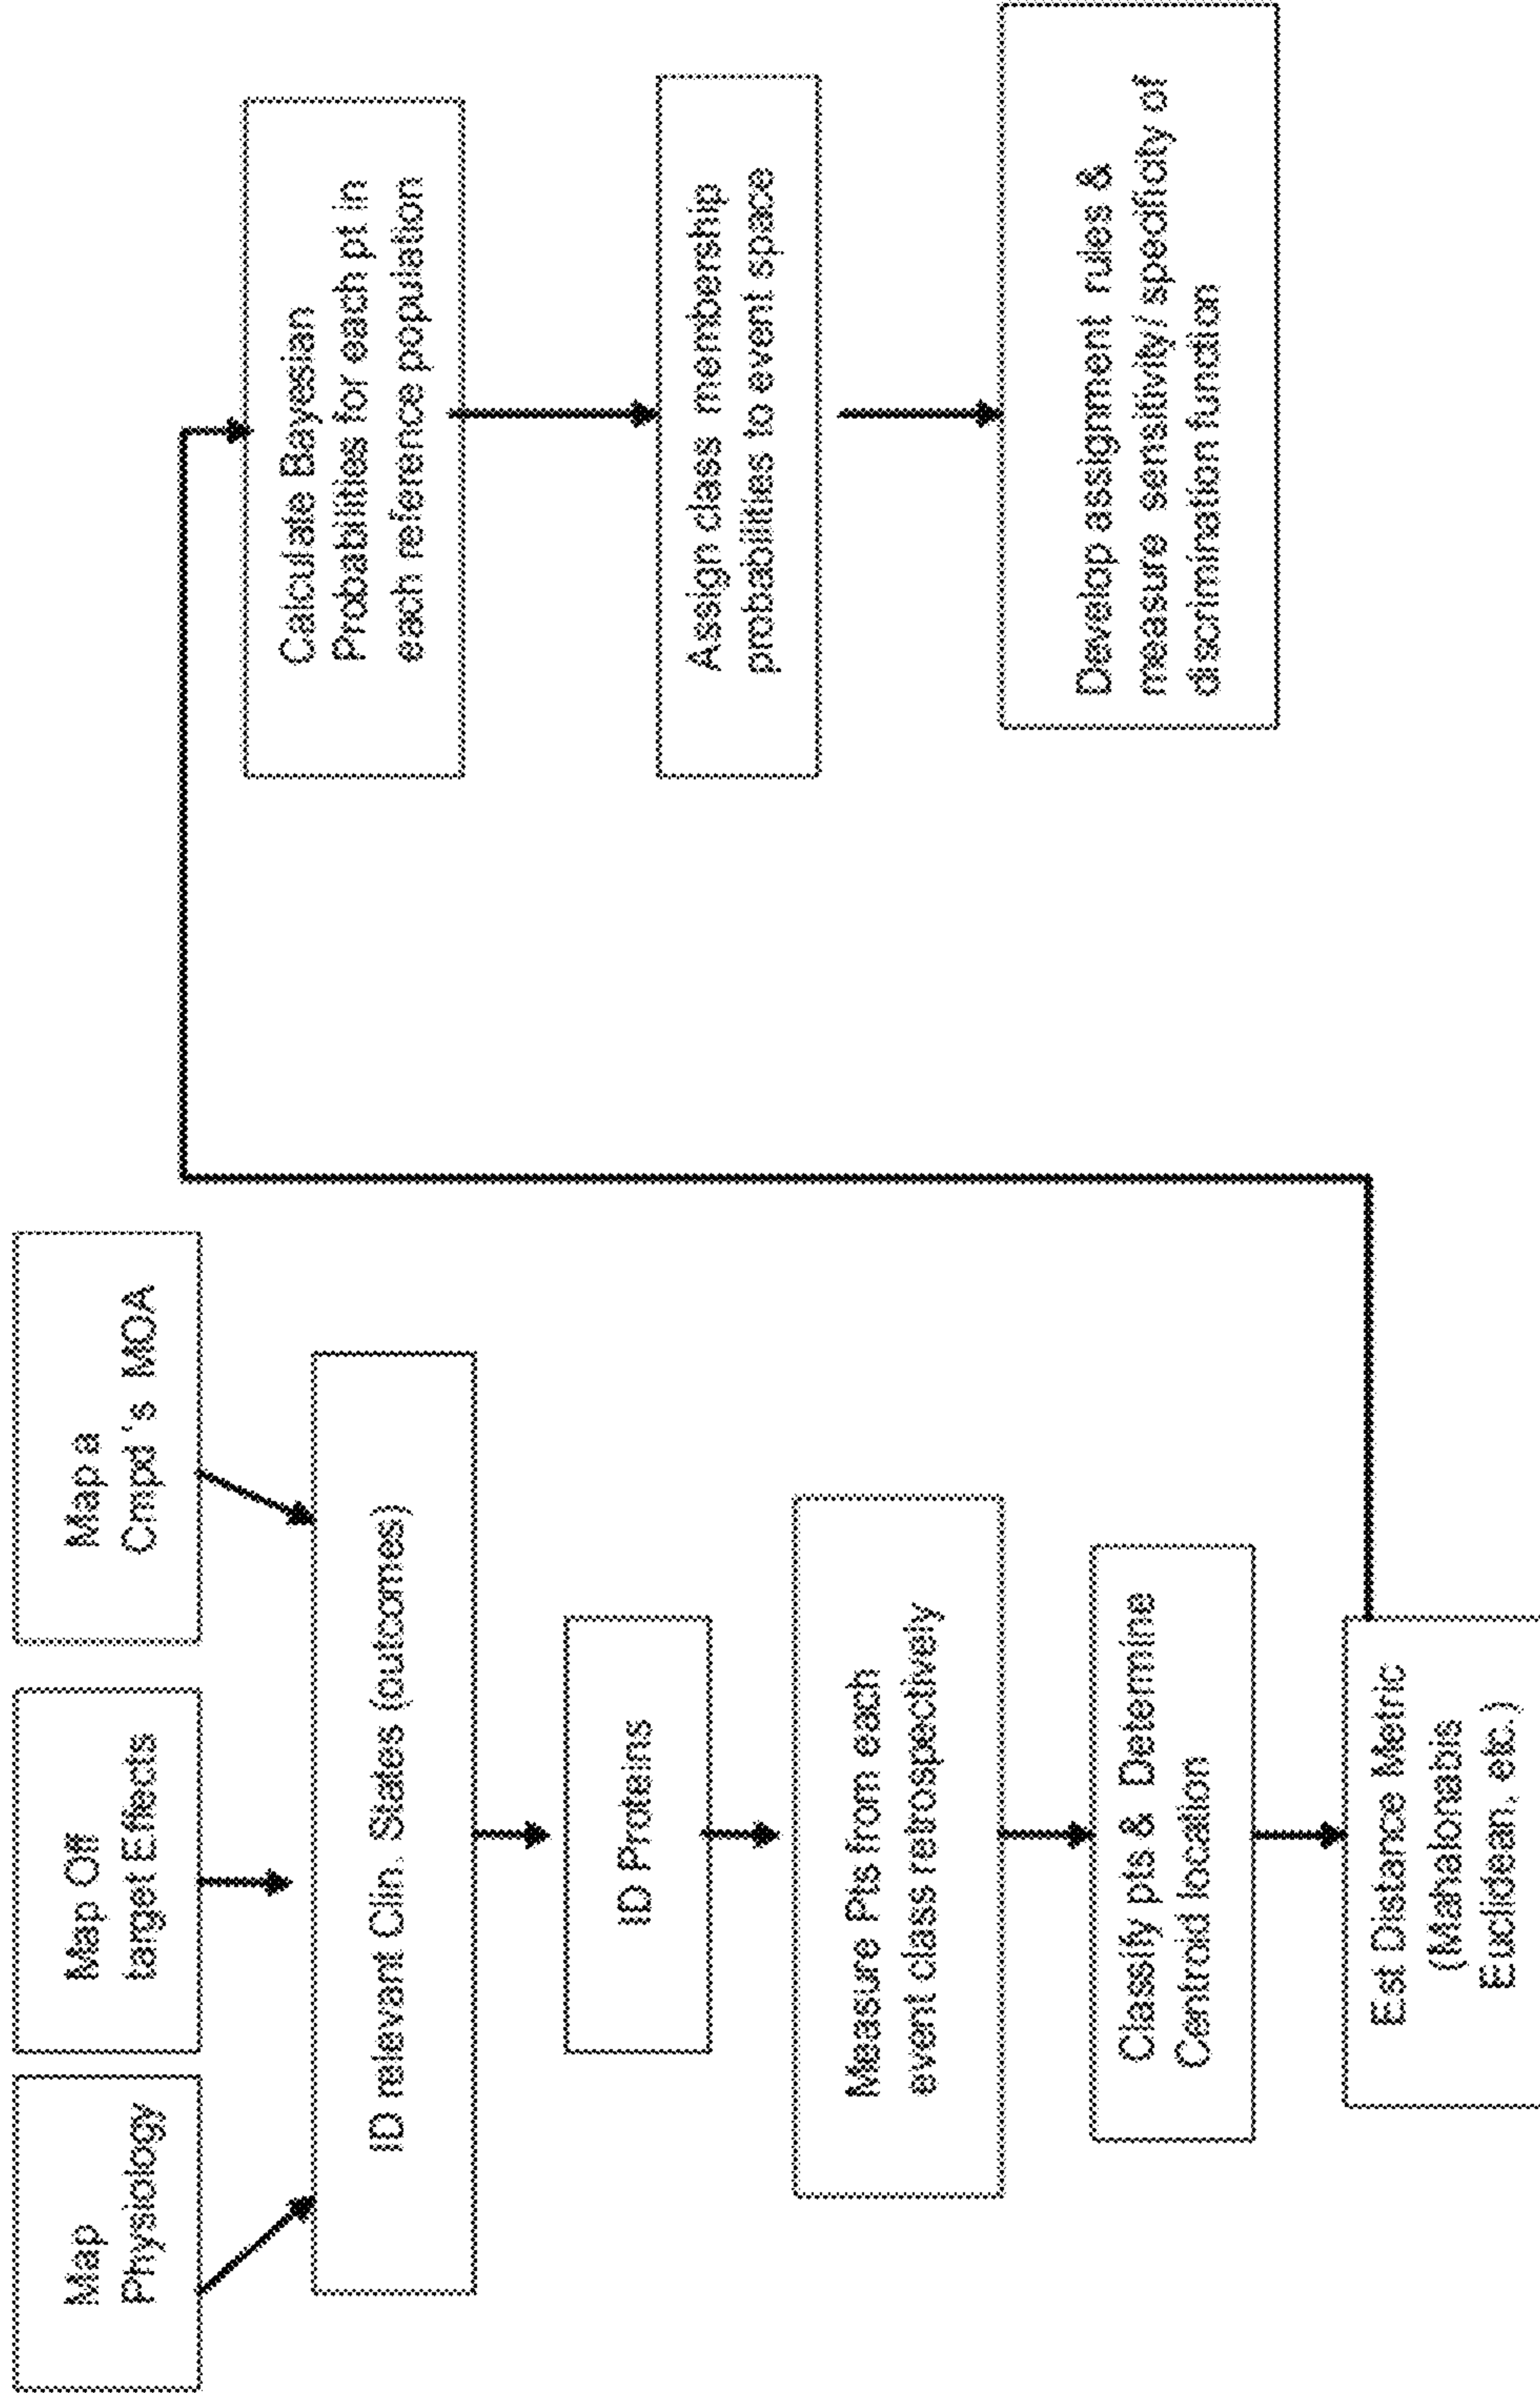 Map
Physiology
Map Off
target Effects
Map a
Cmpd 's MOA
ID relevant Clin. States (outcomes)
ID Proteins
Measure Pts from each
event class retrospectively
Classify pts & Determine
Centroid location
Est Distance Metric
(Mahalonabis
Euclidean, etc.)
Calculate Bayesian
Probabilities for each pt in
each reference population
Assign class membership
probabilities to event space
Develop assignment rules &
measure sensitivity/ specificity of
discrimination function